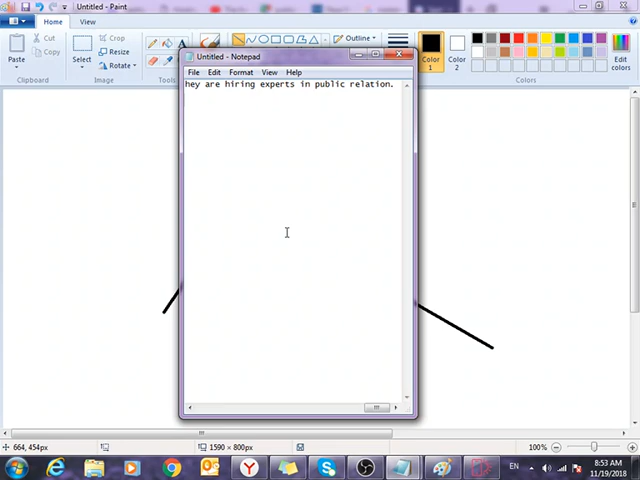 Untitled - Paint
Home
View
Paste
Cut
Copy
Clipboard
Select
Crop
Resize
Rotate
Image
Tools
Outline
Fill
Shapes
Color 1
Color 2
Colors
Edit colors
Untitled - Notepad
File Edit Format View Help
hey are hiring experts in public relation.
664, 454px
1590 × 800px
100%
EN
8:53 AM
11/19/2018